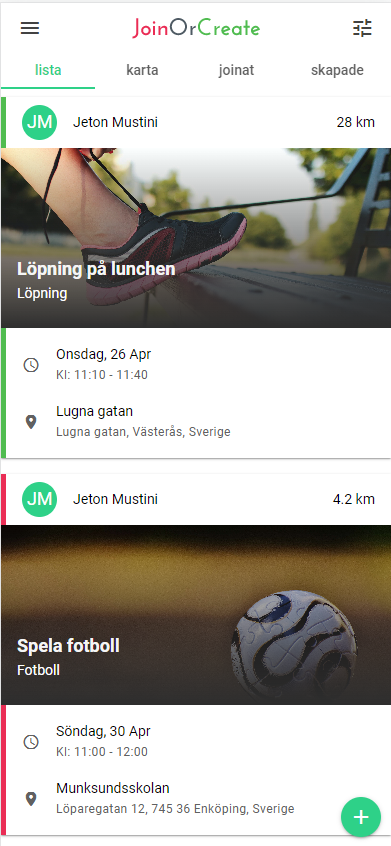 JoinOrCreate
lista karta joinat skapade
JM Jeton Mustini 28 km
Löpning på lunchen
Löpning
Onsdag, 26 Apr
Kl: 11:10 - 11:40
Lugna gatan
Lugna gatan, Västerås, Sverige
JM Jeton Mustini 4.2 km
Spela fotboll
Fotboll
Söndag, 30 Apr
Kl: 11:00 - 12:00
Munksundsskolan
Löparegatan 12, 745 36 Enköping, Sverige